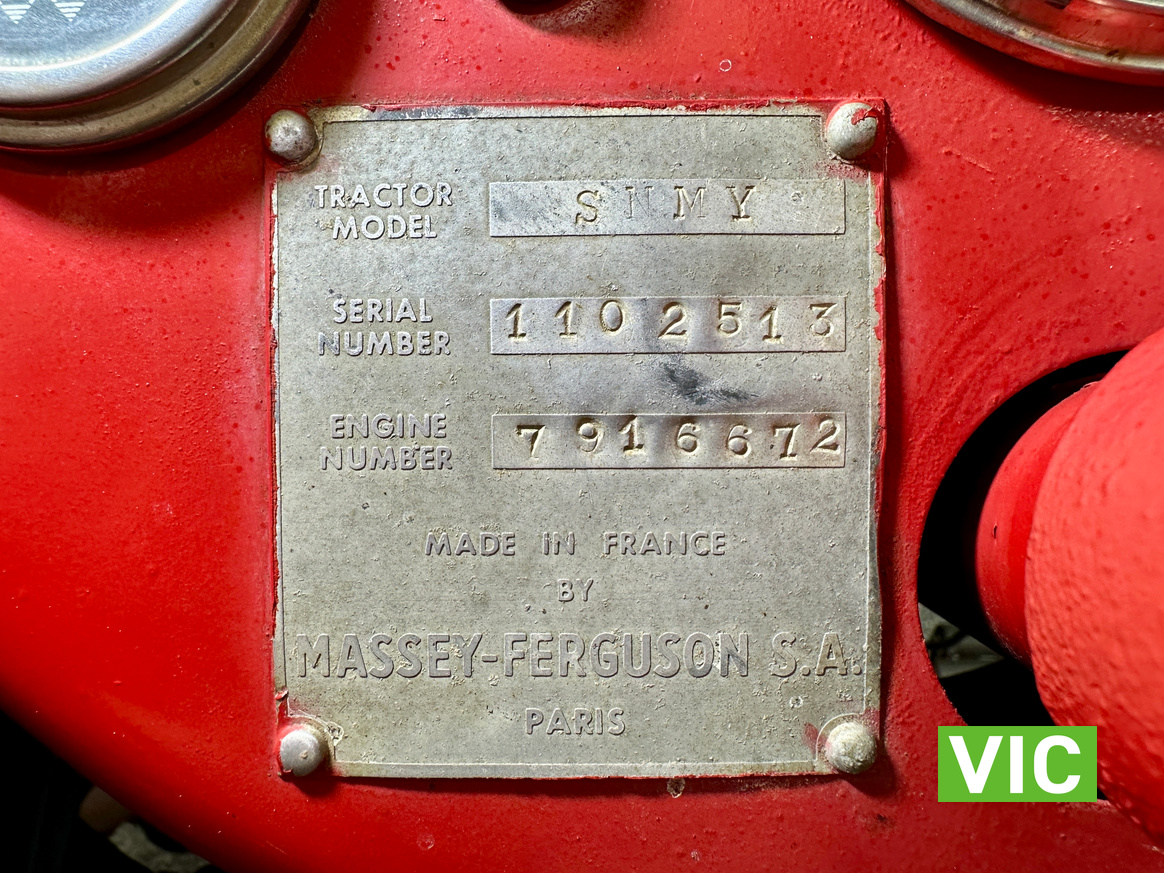 TRACTOR
MODEL
SNMY
SERIAL
NUMBER
1102513
ENGINE
NUMBER
7916672
MADE IN FRANCE
BY
MASSEY-FERGUSON S.A.
PARIS
VIC